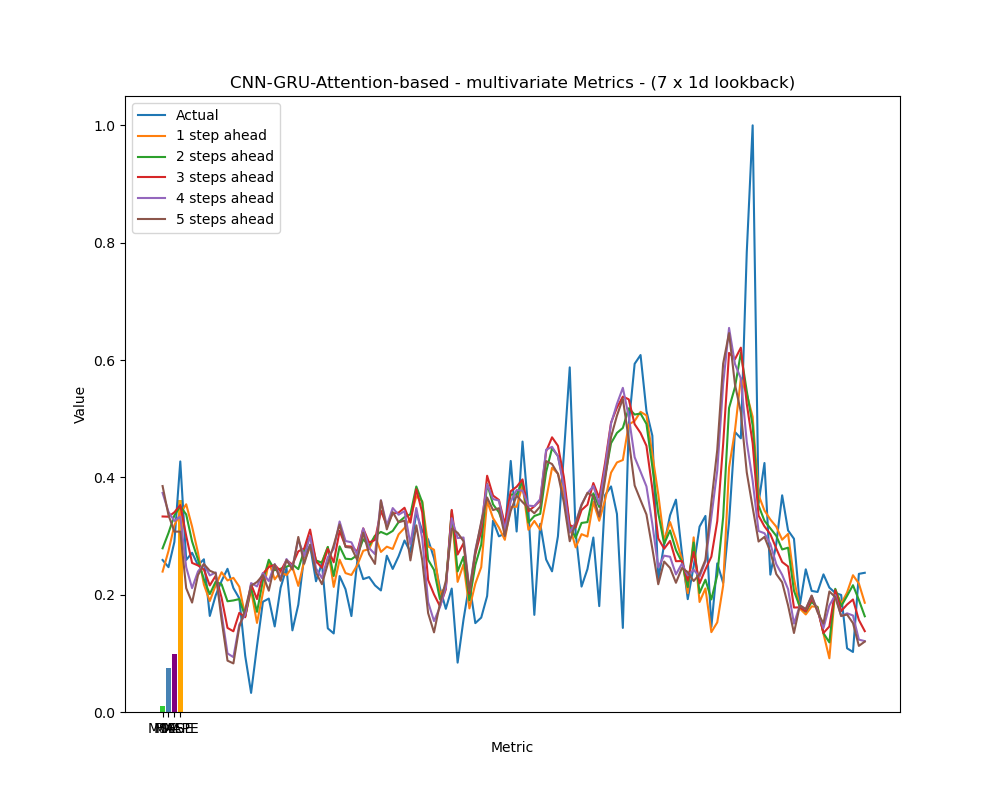 CNN-GRU-Attention-based - multivariate Metrics - (7 x 1d lookback)
Actual
1 step ahead
2 steps ahead
3 steps ahead
4 steps ahead
5 steps ahead
1.0
0.8
0.6
0.4
0.2
0.0
Value
Metric